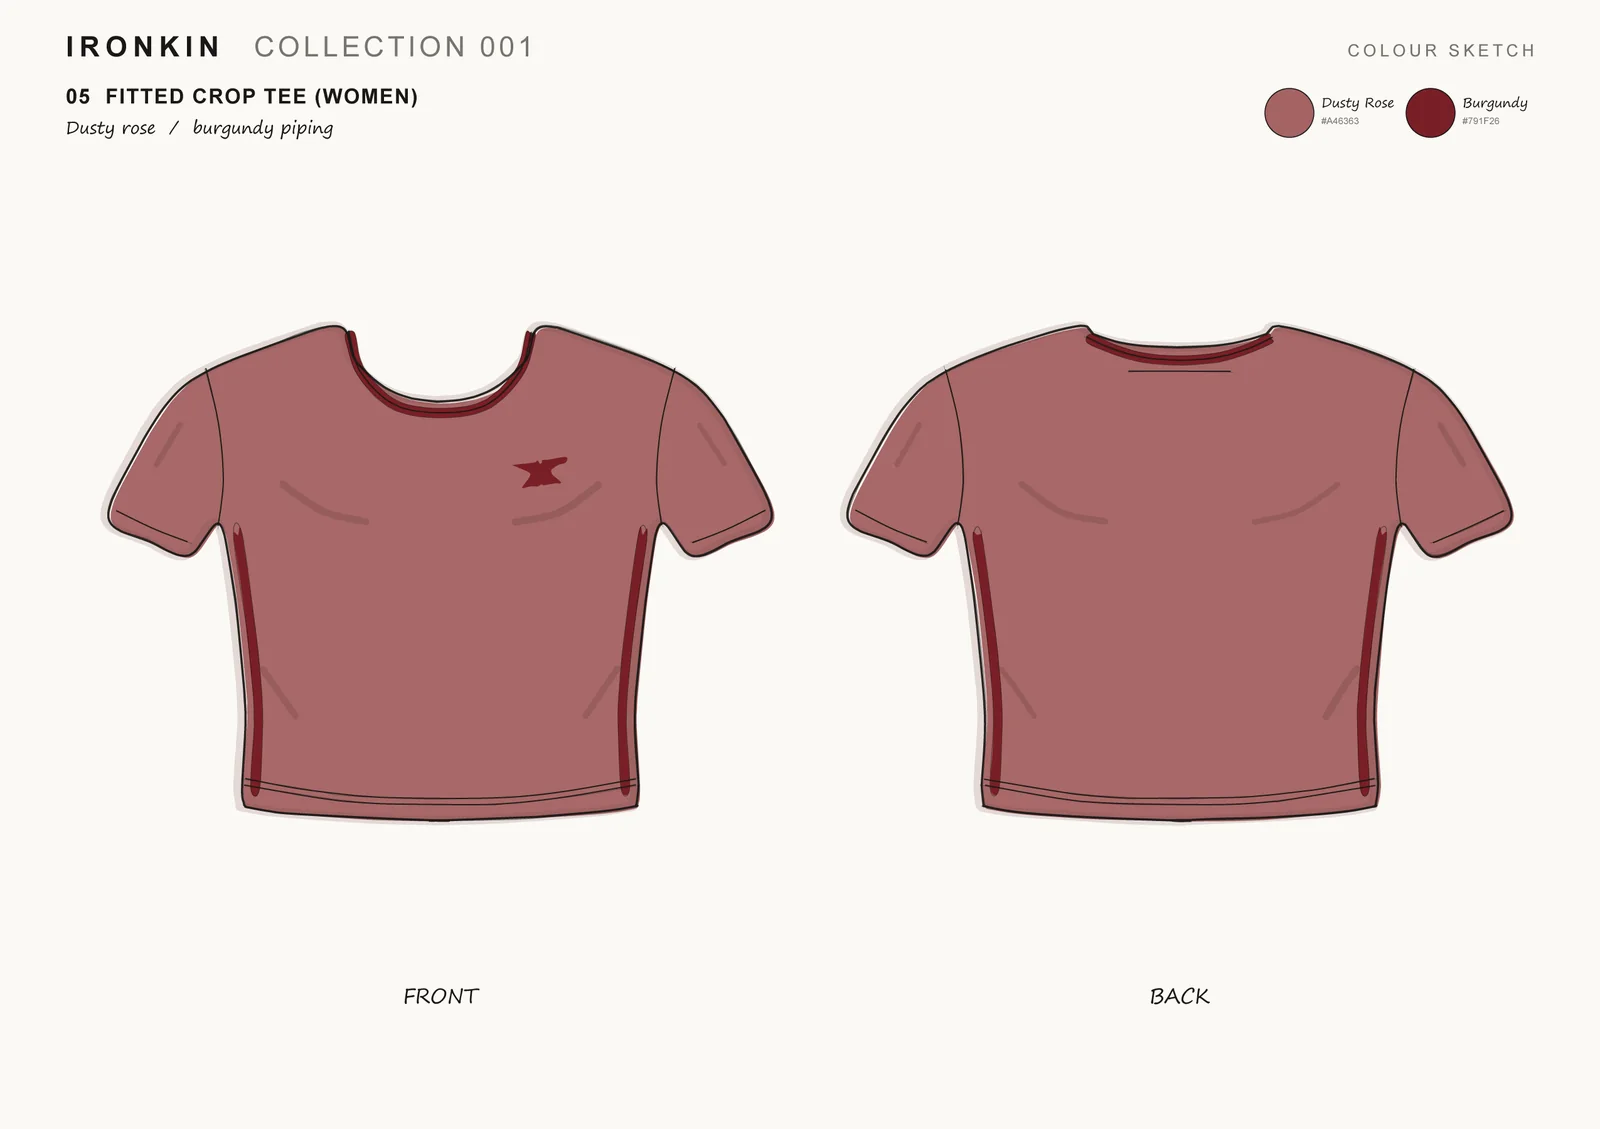 IRONKIN COLLECTION 001
COLOUR SKETCH
05 FITTED CROP TEE (WOMEN)
Dusty rose / burgundy piping
Dusty Rose
#A46363
Burgundy
#791F26
FRONT
BACK